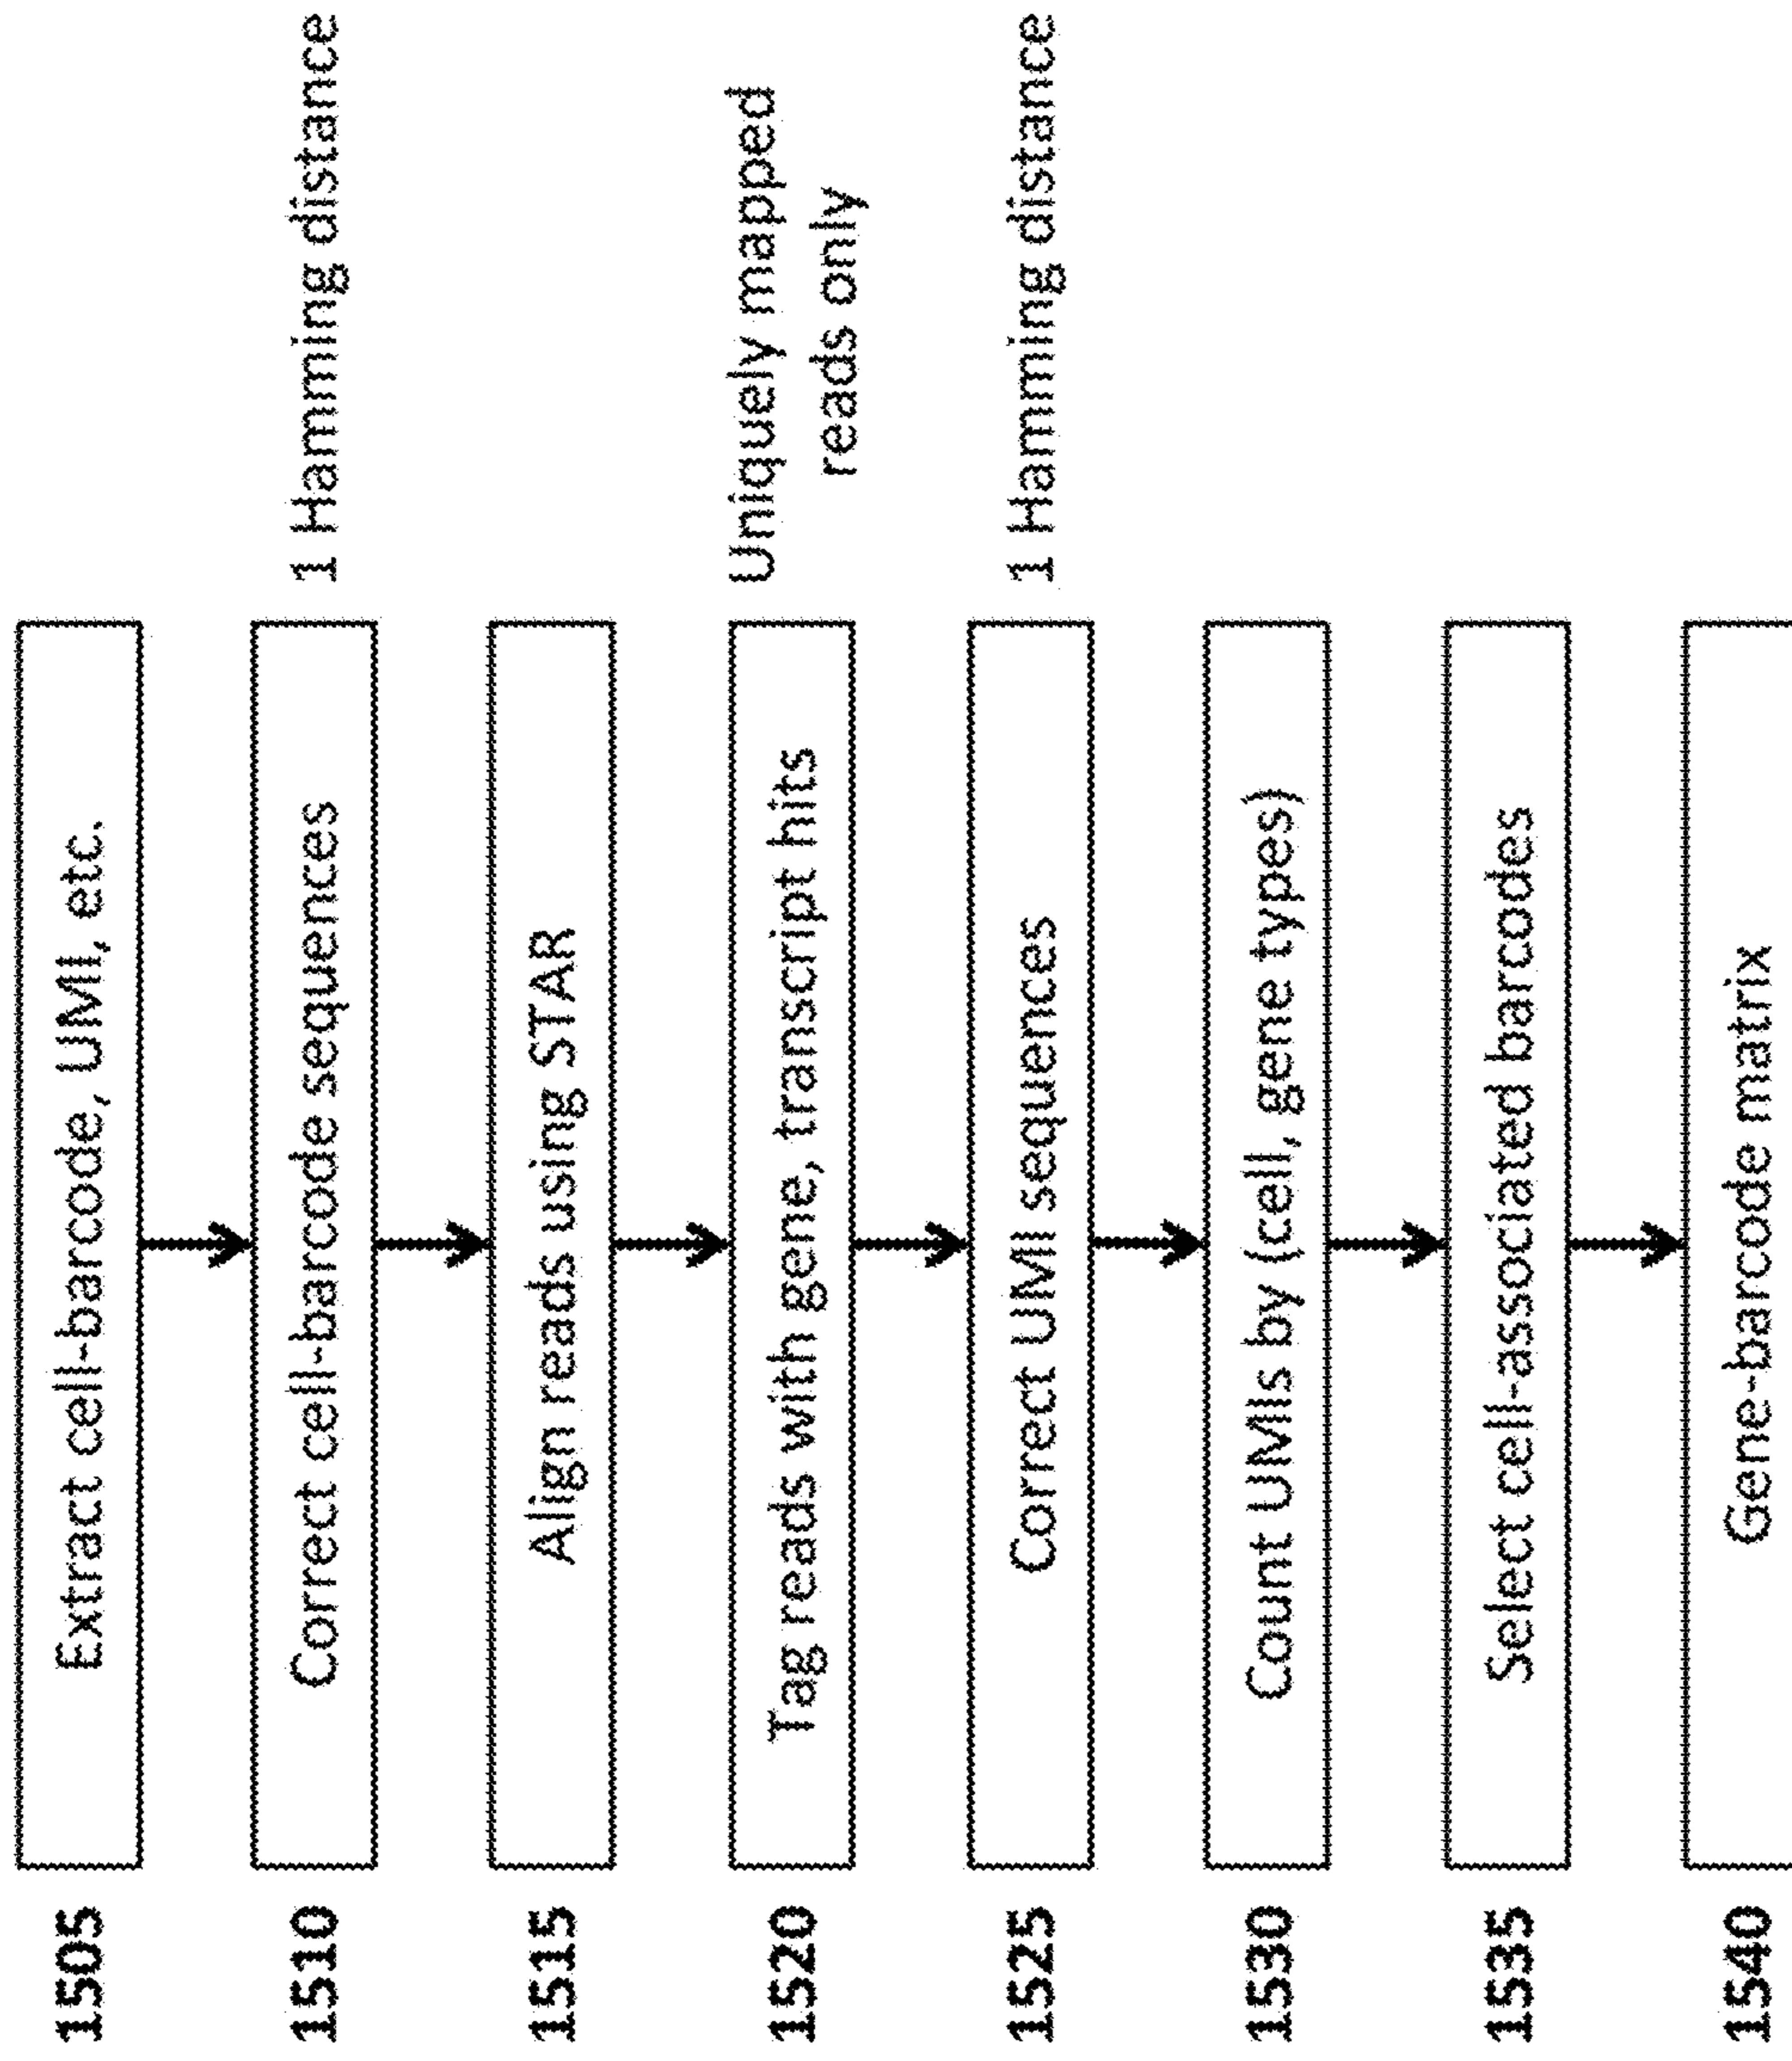 1505 Extract cell-barcode, UMI, etc.
1510 Correct cell-barcode sequences 1 Hamming distance
1515 Align reads using STAR
1520 Tag reads with gene, transcript hits Uniquely mapped
reads only
1525 Correct UMI sequences 1 Hamming distance
1530 Count UMIs by (cell, gene types)
1535 Select cell-associated barcodes
1540 Gene-barcode matrix